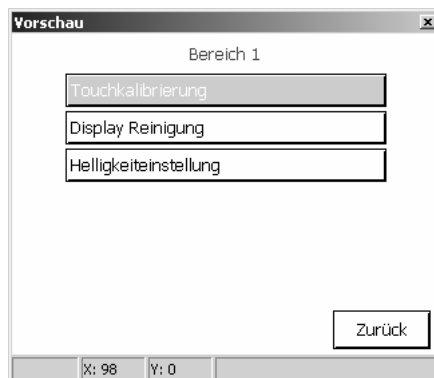 Vorschau
Bereich 1
Touchkalibrierung
Display Reinigung
Helligkeiteinstellung
Zurück
X: 98 Y: 0